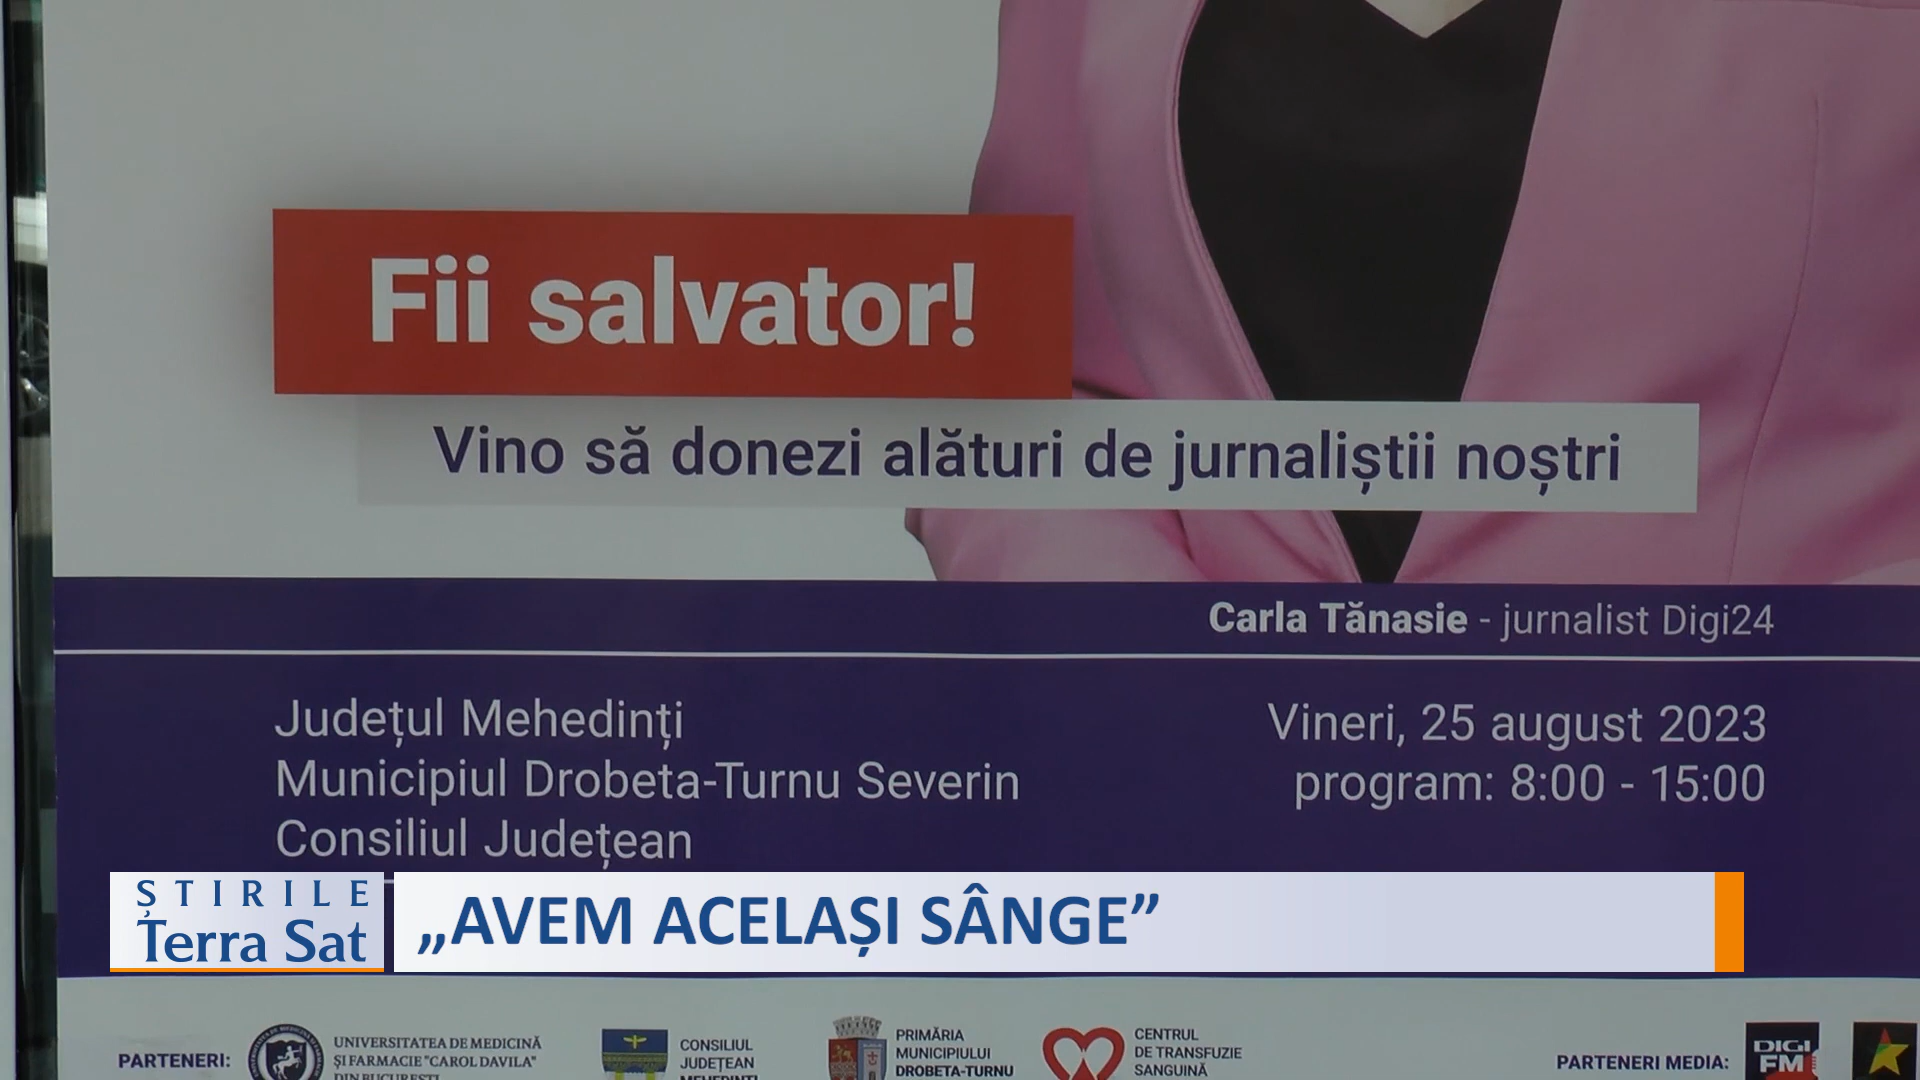 Fii salvator!
Vino să donezi alături de jurnaliștii noștri
Carla Tănasie - jurnalist Digi24
Județul Mehedinți
Municipiul Drobeta-Turnu Severin
Consiliul Județean
Vineri, 25 august 2023
program: 8:00 - 15:00
ȘTIRILE
Terra Sat
„AVEM ACELAȘI SÂNGE”
PARTENERI:
UNIVERSITATEA DE MEDICINĂ
ȘI FARMACIE "CAROL DAVILA"
DIN BUCUREȘTI
CONSILIUL
JUDEȚEAN
MEHEDINȚI
PRIMĂRIA
MUNICIPIULUI
DROBETA-TURNU
CENTRUL
DE TRANSFUZIE
SANGUINĂ
PARTENERI MEDIA:
DIGI
FM